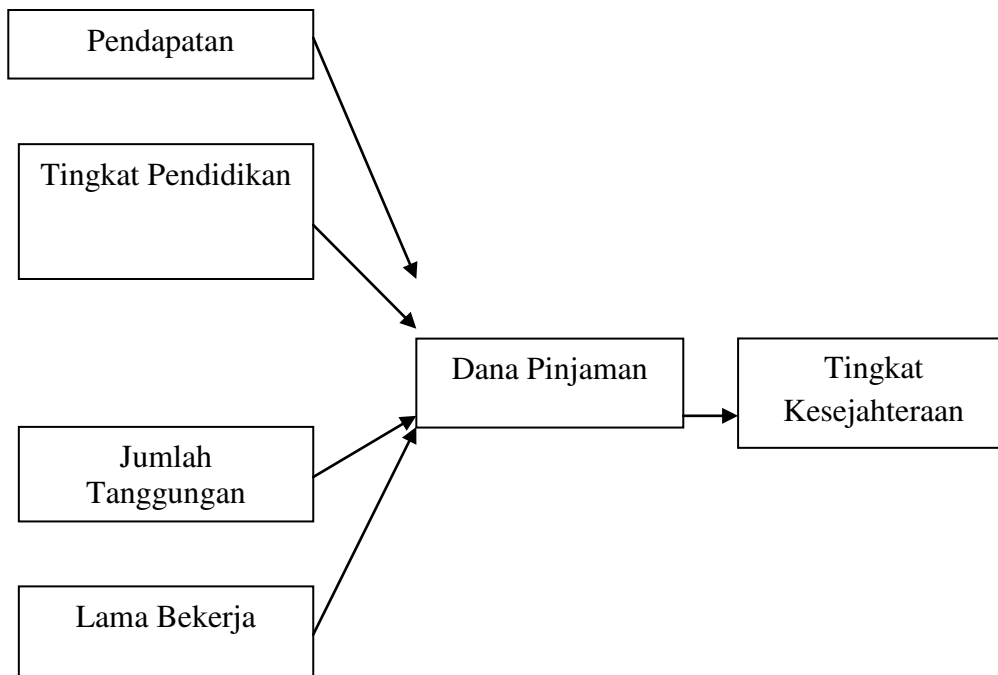 Pendapatan
Tingkat Pendidikan
Dana Pinjaman
Tingkat
Kesejahteraan
Jumlah
Tanggungan
Lama Bekerja